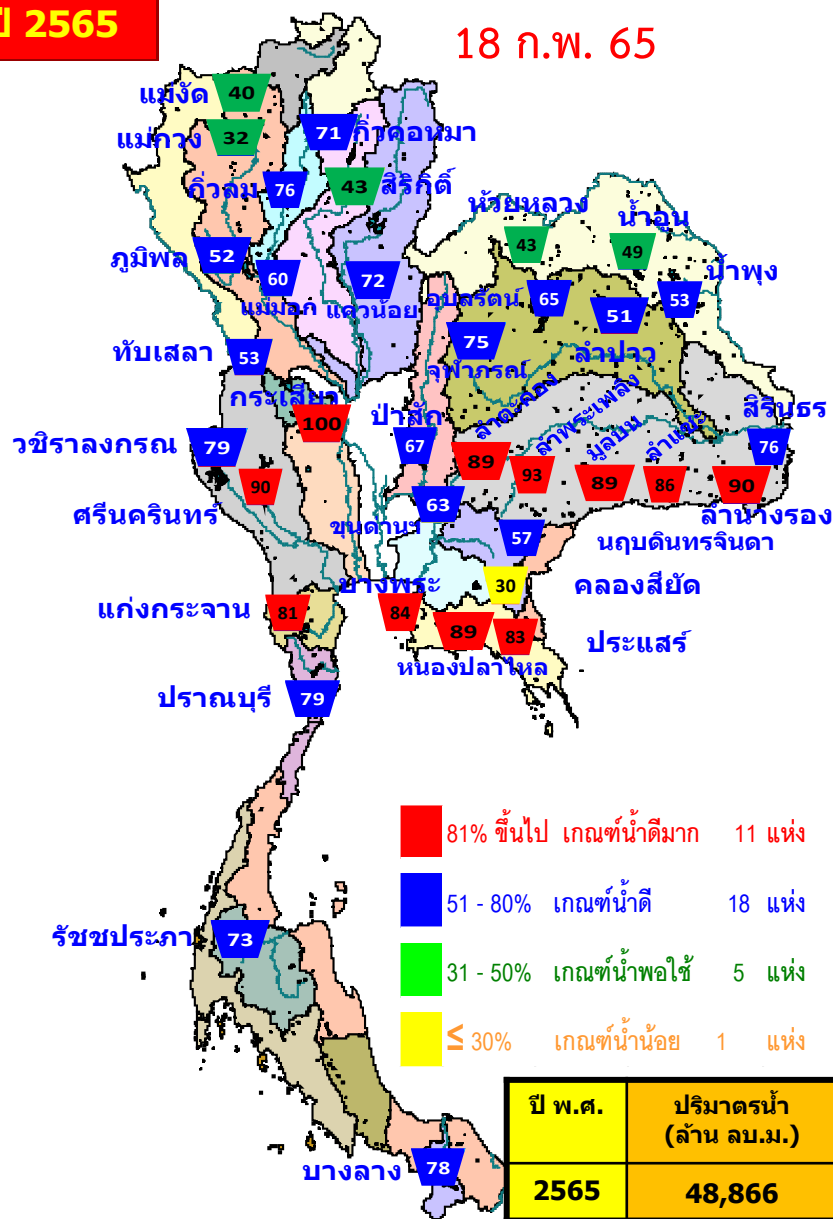 ปี 2565
18 ก.พ. 65
แม่งัด 40
แม่กวง 32
71 กิ่วคอหมา
กิ่วลม 76
43 สิริกิติ์
ห้วยหลวง 43
น้ำอูน 49
ภูมิพล 52
60 แม่มอก
72 แควน้อย
อุบลรัตน์ 65
51 ลำปาว
น้ำพุง 53
75 จุฬาภรณ์
ทับเสลา 53
กระเสียว 100
ป่าสัก 67
ลำตะคอง 89
ลำพระเพลิง 93
มูลบน 89
ลำแชะ 86
สิรินธร 76
วชิราลงกรณ 79
90
ศรีนครินทร์
90 ลำนางรอง
63
ขุนด่านฯ
57
นฤบดินทรจินดา
บางพระ 84
30 คลองสียัด
แก่งกระจาน 81
89 หนองปลาไหล
83 ประแสร์
ปราณบุรี 79
81% ขึ้นไป เกณฑ์น้ำดีมาก 11 แห่ง
51 - 80% เกณฑ์น้ำดี 18 แห่ง
31 - 50% เกณฑ์น้ำพอใช้ 5 แห่ง
≤ 30% เกณฑ์น้ำน้อย 1 แห่ง
รัชชประภา 73
บางลาง 78
ปี พ.ศ. ปริมาตรน้ำ
(ล้าน ลบ.ม.)
2565 48,866